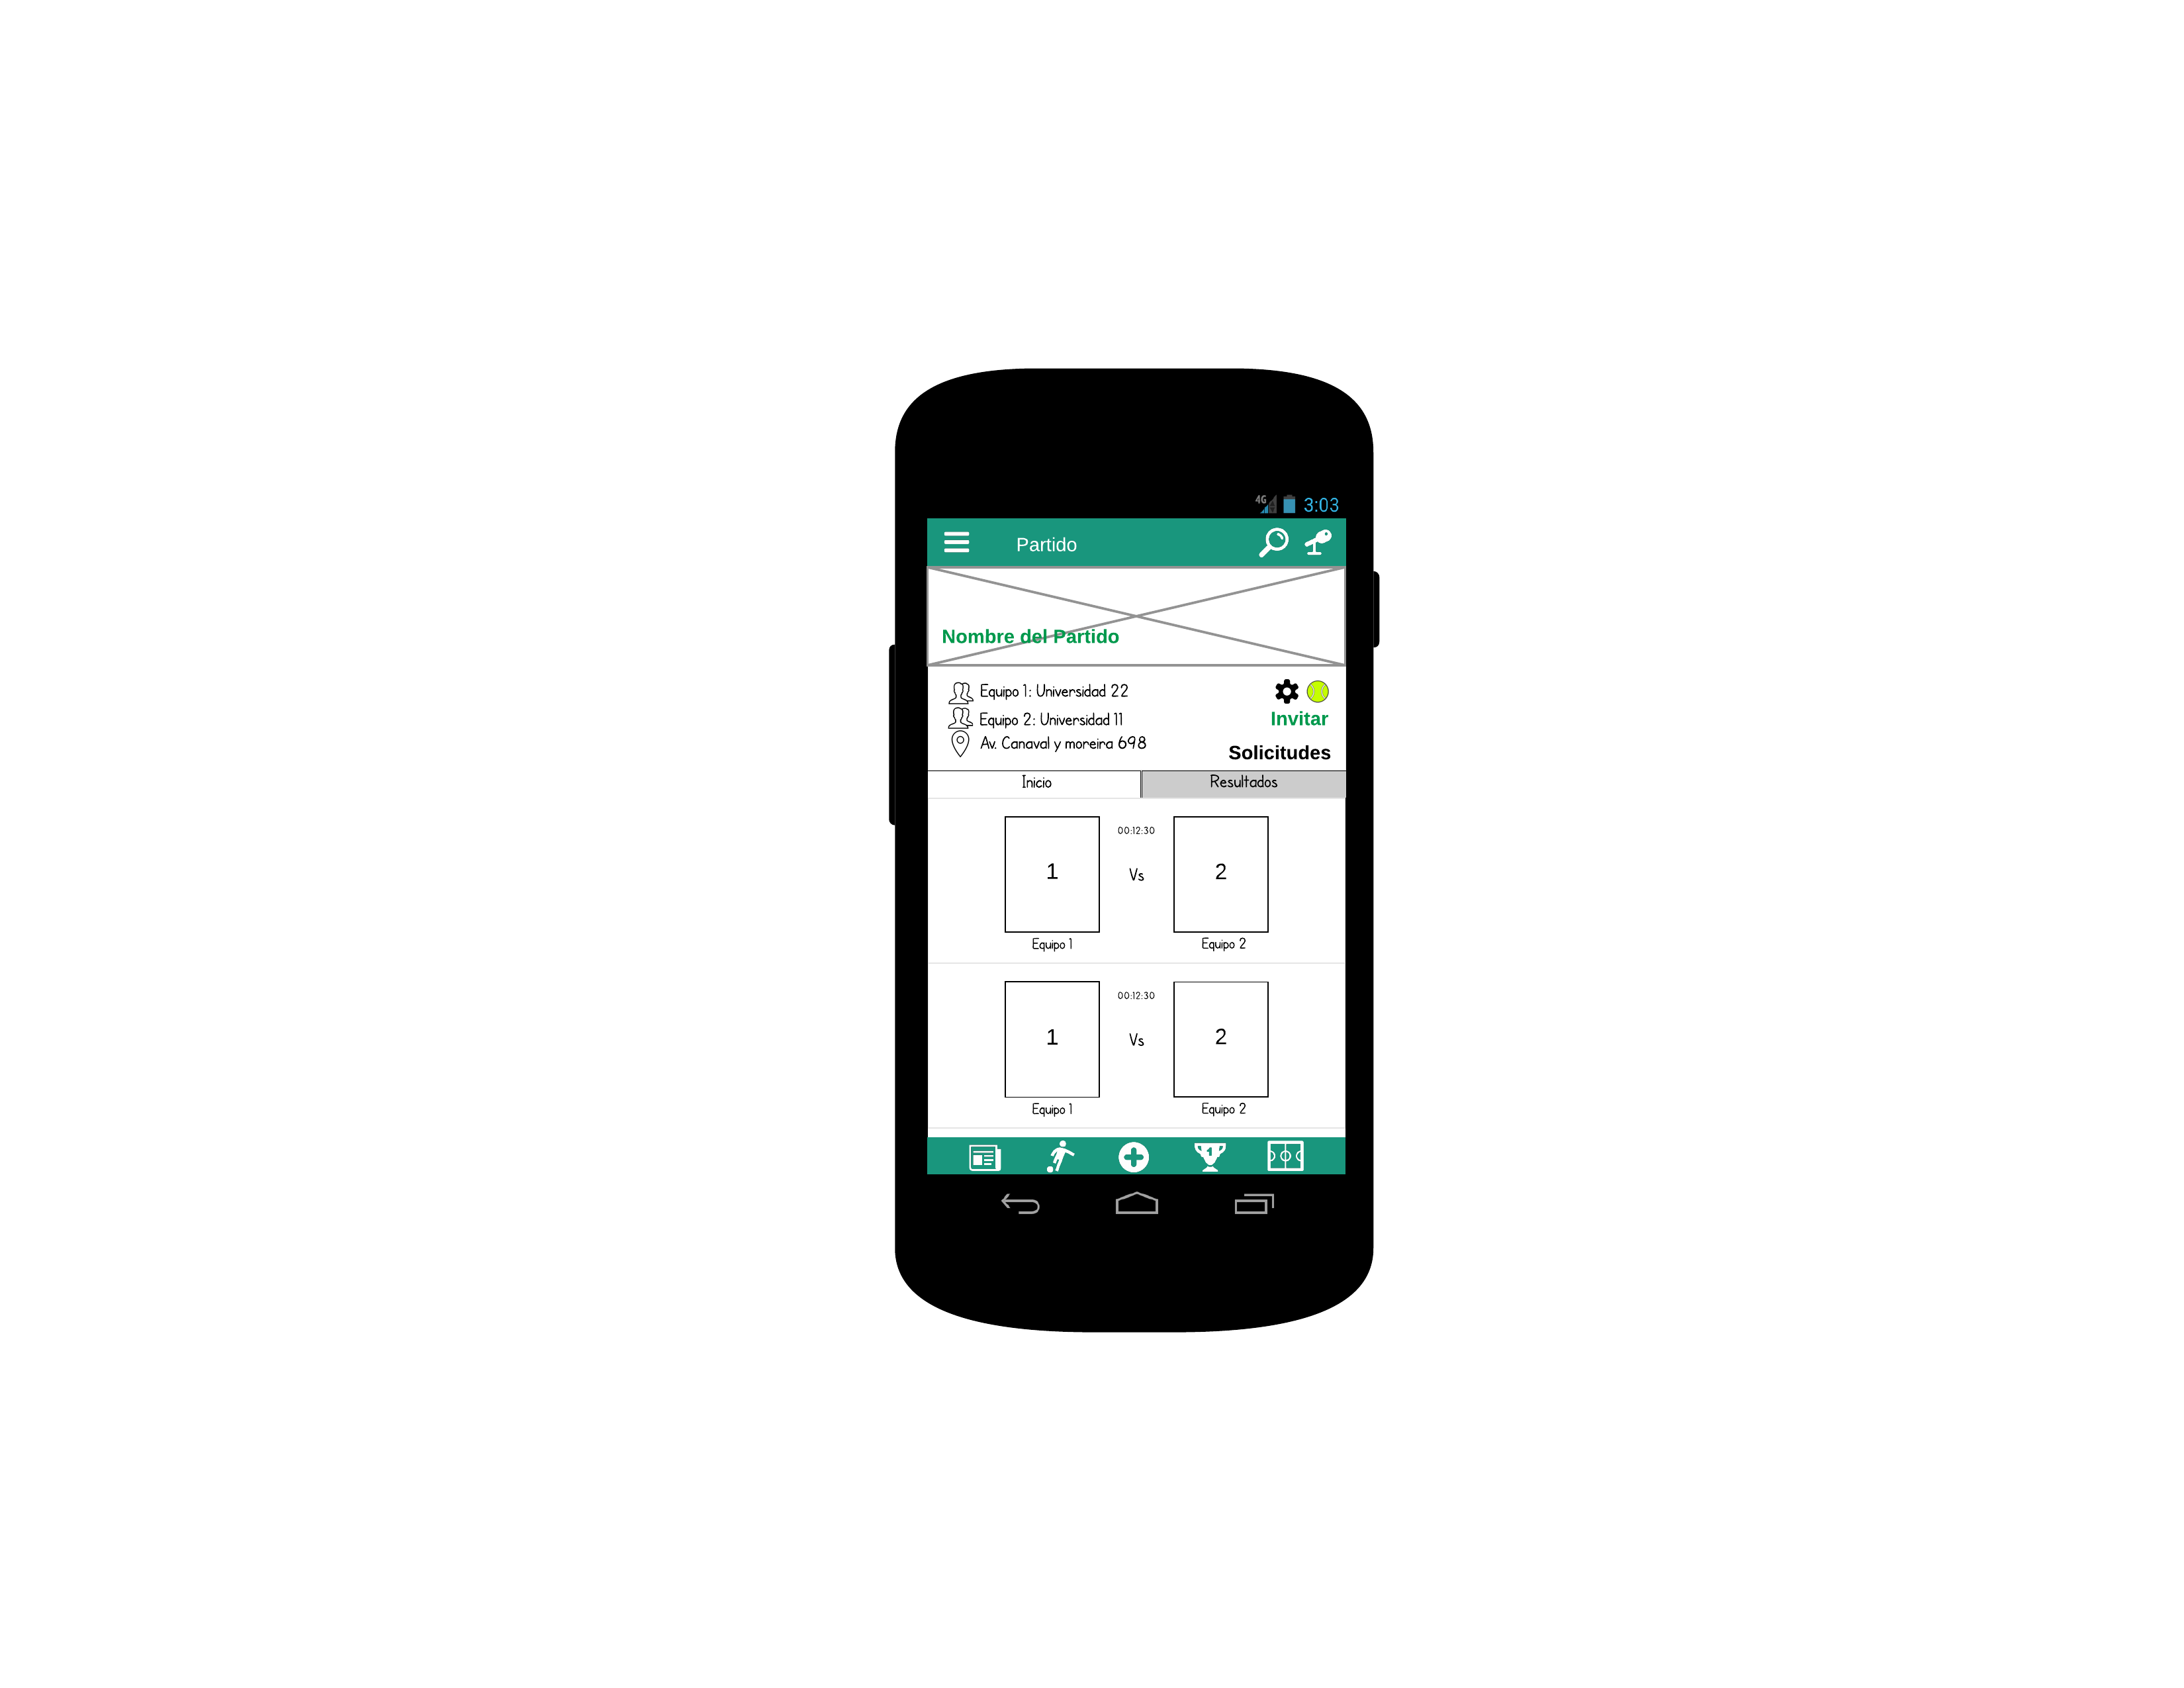 4G 3:03
Partido
Nombre del Partido
Equipo 1: Universidad 22
Equipo 2: Universidad 11
Invitar
Av. Canaval y moreira 698
Solicitudes
Inicio Resultados
00:12:30
1 Vs 2
Equipo 1 Equipo 2
00:12:30
1 Vs 2
Equipo 1 Equipo 2
1